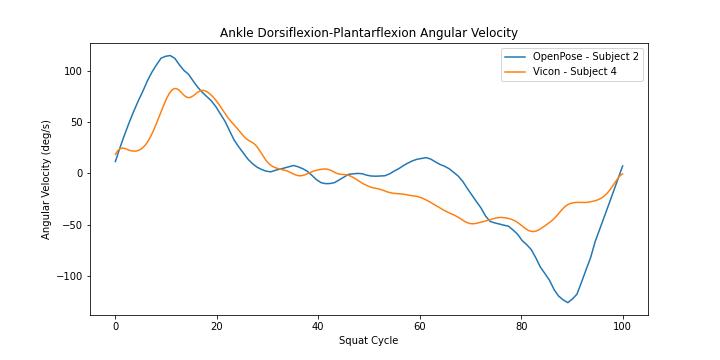 Ankle Dorsiflexion-Plantarflexion Angular Velocity
OpenPose - Subject 2
Vicon - Subject 4
Angular Velocity (deg/s)
100
50
0
−50
−100
0 20 40 60 80 100
Squat Cycle